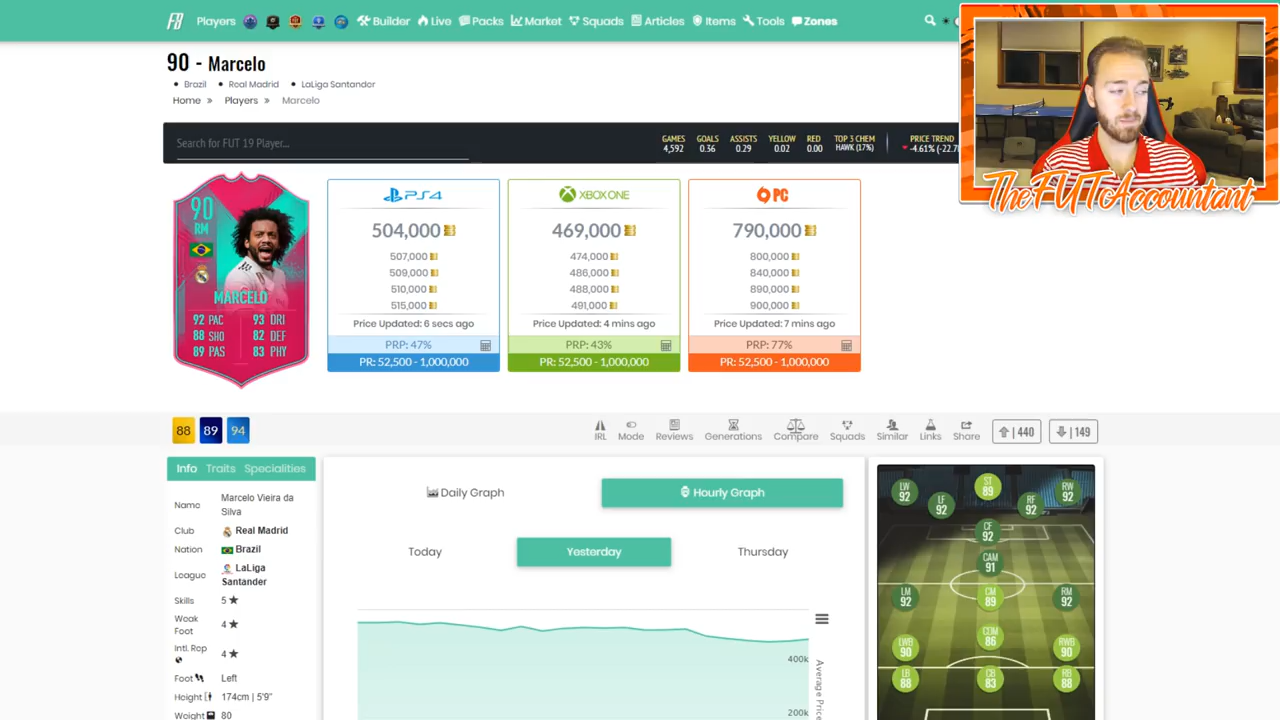 FB Players Builder Live Packs Market Squads Articles Items Tools Zones
90 - Marcelo
Brazil Real Madrid LaLiga Santander
Home » Players » Marcelo
Search for FUT 19 Player...
GAMES GOALS ASSISTS YELLOW RED TOP 3 CHEM PRICE TREND
4,592 0.36 0.29 0.02 0.00 HAWK (17%) -4.61% (-22.7
TheFUTAccountant
90
RM
MARCELO
92 PAC 93 DRI
88 SHO 82 DEF
89 PAS 83 PHY
PS4
504,000
507,000
509,000
510,000
515,000
Price Updated: 6 secs ago
PRP: 47%
PR: 52,500 - 1,000,000
XBOX ONE
469,000
474,000
486,000
488,000
491,000
Price Updated: 4 mins ago
PRP: 43%
PR: 52,500 - 1,000,000
PC
790,000
800,000
840,000
890,000
900,000
Price Updated: 7 mins ago
PRP: 77%
PR: 52,500 - 1,000,000
88 89 94
IRL Mode Reviews Generations Compare Squads Similar Links Share | 440 | 149
Info Traits Specialities
Name Marcelo Vieira da
Silva
Club Real Madrid
Nation Brazil
League LaLiga
Santander
Skills 5★
Weak
Foot 4★
Intl. Rep 4★
Foot Left
Height 174cm | 5'9"
Weight 80
Daily Graph Hourly Graph
Today Yesterday Thursday
400k
200k
Average Price
LW
92
ST
89
RW
92
LF
92
RF
92
CF
92
CAM
91
LM
92
CM
89
RM
92
CDM
86
LWB
90
RWB
90
LB
88
CB
83
RB
88